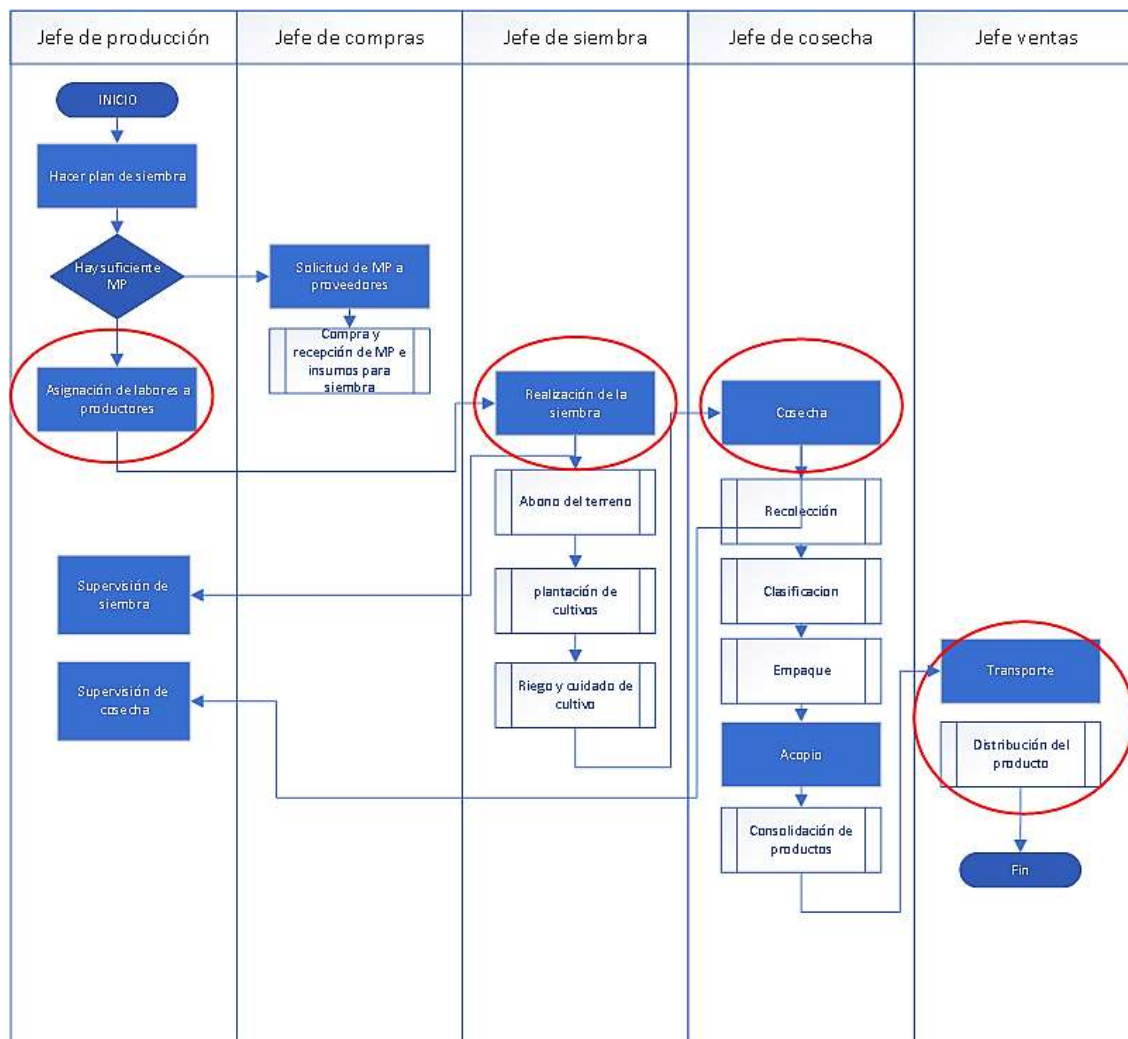 Jefe de producción
Jefe de compras
Jefe de siembra
Jefe de cosecha
Jefe ventas
INICIO
Hacer plan de siembra
Hay suficiente
MP
Asignación de labores a
productores
Supervisión de
siembra
Supervisión de
cosecha
Solicitud de MP a
proveedores
Compra y
recepción de MP e
insumos para
siembra
Realización de la
siembra
Abono del terreno
plantación de
cultivos
Riego y cuidado de
cultivo
Cosecha
Recolección
Clasificacion
Empaque
Acopio
Consolidación de
productos
Transporte
Distribución del
producto
Fin